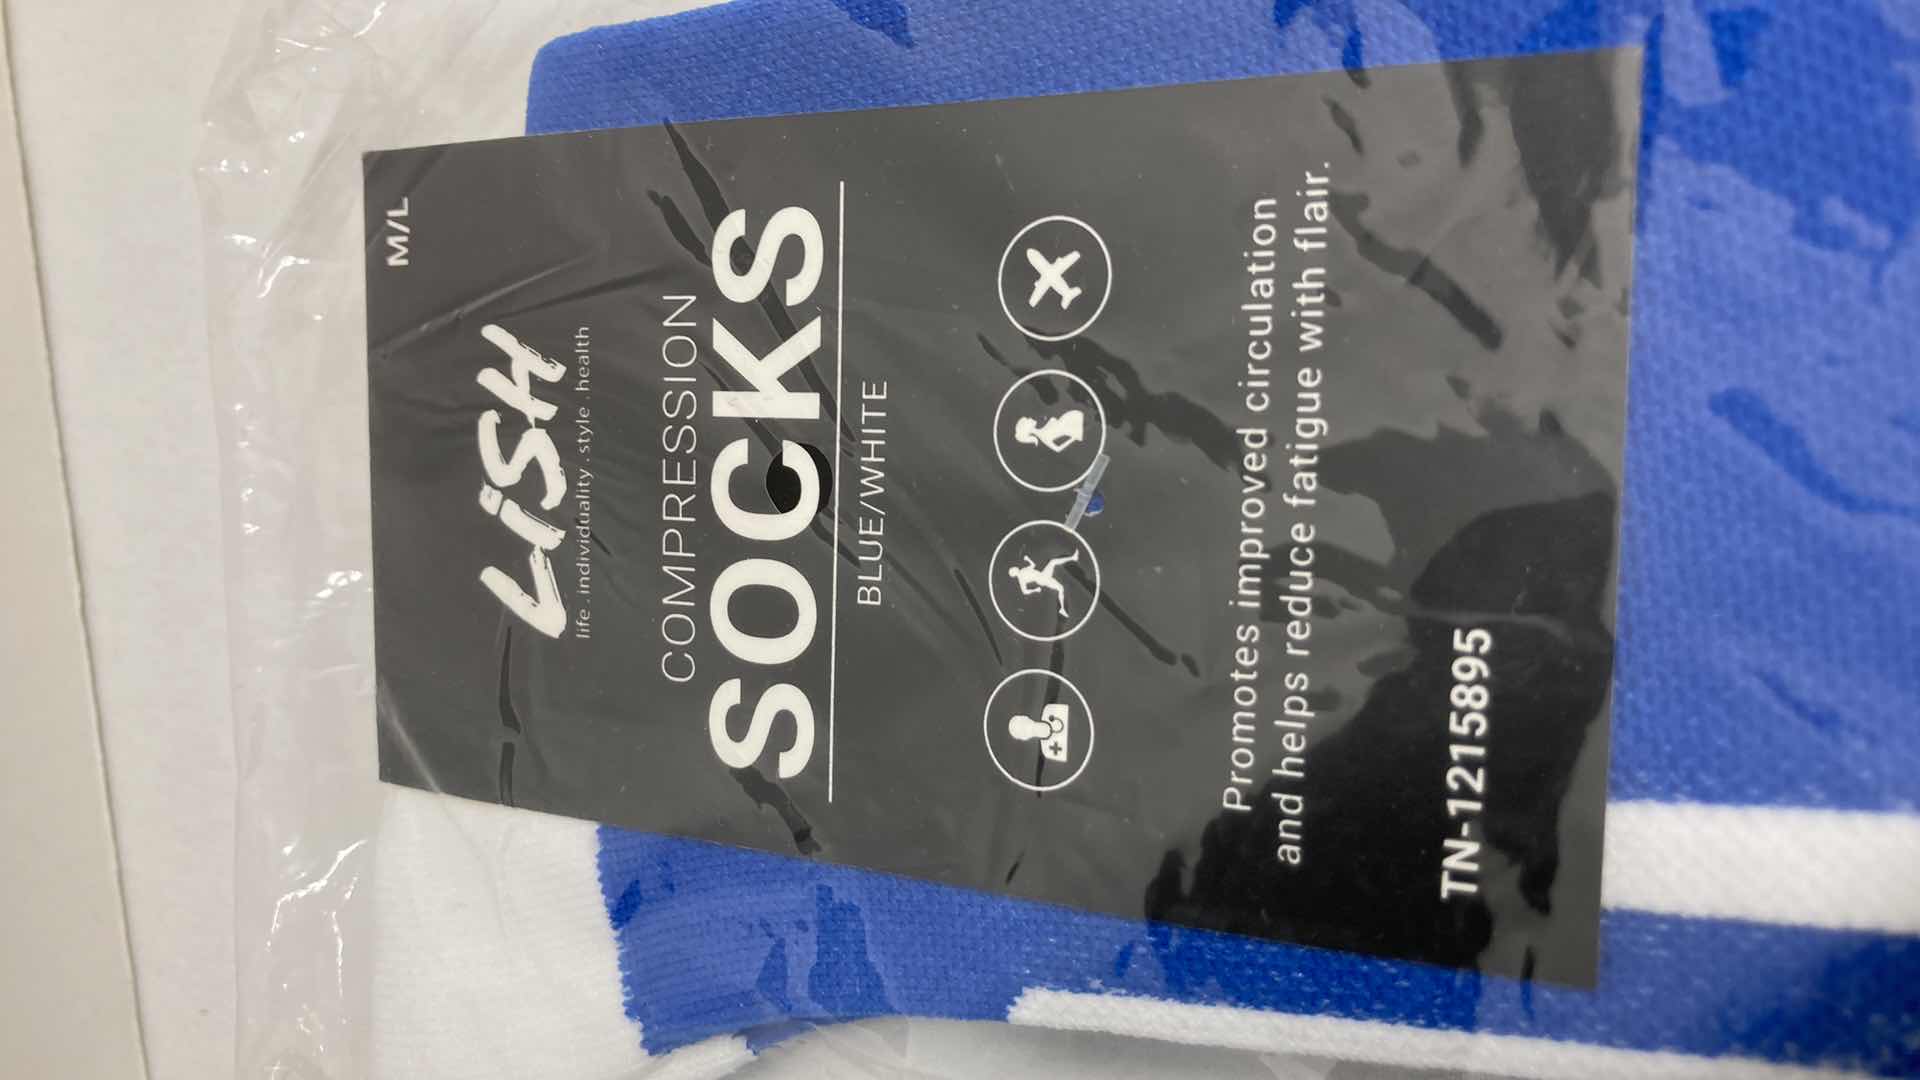 M/L
LiSH
life . individuality . style . health
COMPRESSION
SOCKS
BLUE/WHITE
Promotes improved circulation
and helps reduce fatigue with flair.
TN-1215895